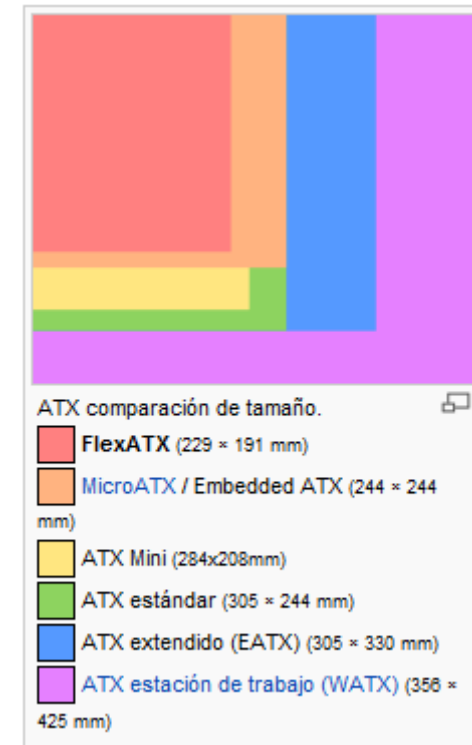 ATX comparación de tamaño.
FlexATX (229 × 191 mm)
MicroATX / Embedded ATX (244 × 244
mm)
ATX Mini (284x208mm)
ATX estándar (305 × 244 mm)
ATX extendido (EATX) (305 × 330 mm)
ATX estación de trabajo (WATX) (356 ×
425 mm)